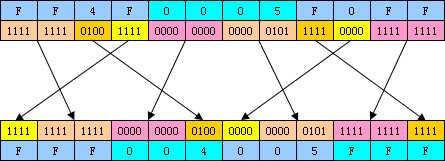 F F 4 F 0 0 0 5 F 0 F F
1111 1111 0100 1111 0000 0000 0000 0101 1111 0000 1111 1111
1111 1111 1111 0000 0000 0100 0000 0000 0101 1111 1111 1111
F F F 0 0 4 0 0 5 F F F